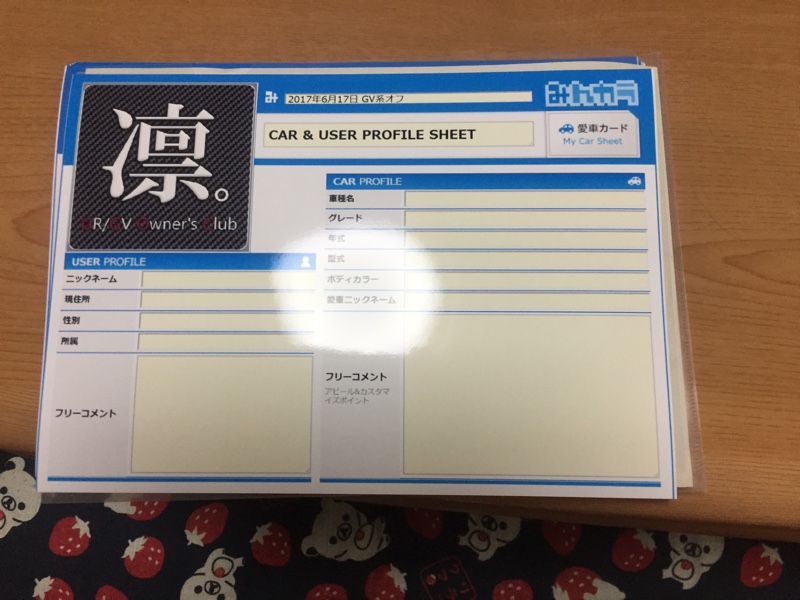 凛。
GR/GV Owner's Club
み
2017年6月17日 GV系オフ
みんカラ
CAR & USER PROFILE SHEET
愛車カード
My Car Sheet
USER PROFILE
ニックネーム
現住所
性別
所属
フリーコメント
CAR PROFILE
車種名
グレード
年式
型式
ボディカラー
愛車ニックネーム
フリーコメント
アピール&カスタマ
イズポイント